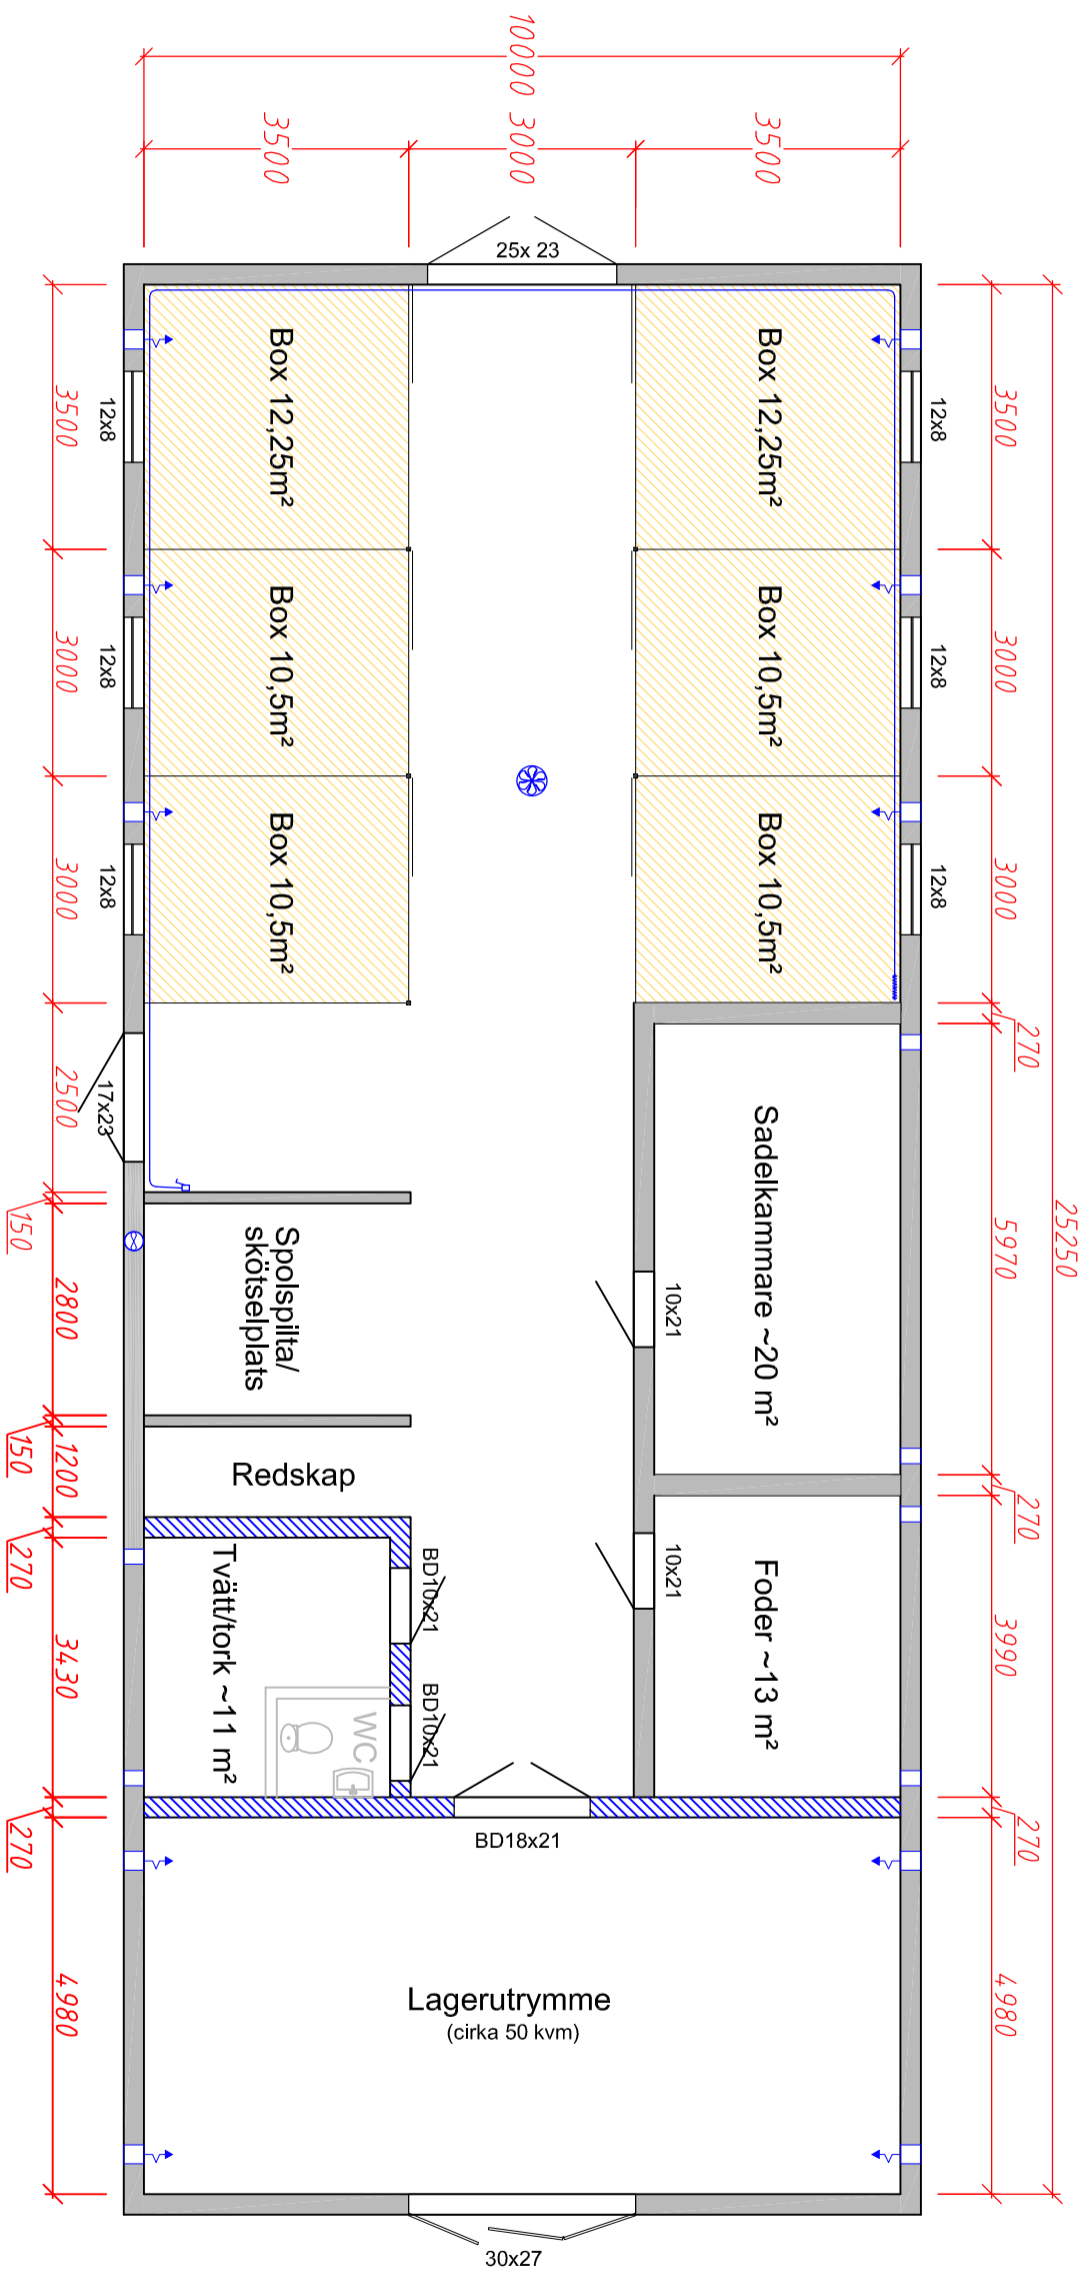 10000
3500
3000
3500
25x 23
Box 12,25m²
Box 12,25m²
12x8
12x8
3500
3500
Box 10,5m²
Box 10,5m²
12x8
12x8
3000
3000
Box 10,5m²
Box 10,5m²
12x8
12x8
3000
3000
270
17x23
2500
150
Sadelkammare ~20 m²
5970
25250
Spolspilta/
skötselplats
2800
10x21
150
Redskap
1200
270
270
10x21
Foder ~13 m²
3990
BD10x21
BD10x21
Tvätt/tork ~11 m²
WC
3430
270
270
BD18x21
Lagerutrymme
(cirka 50 kvm)
4980
4980
30x27